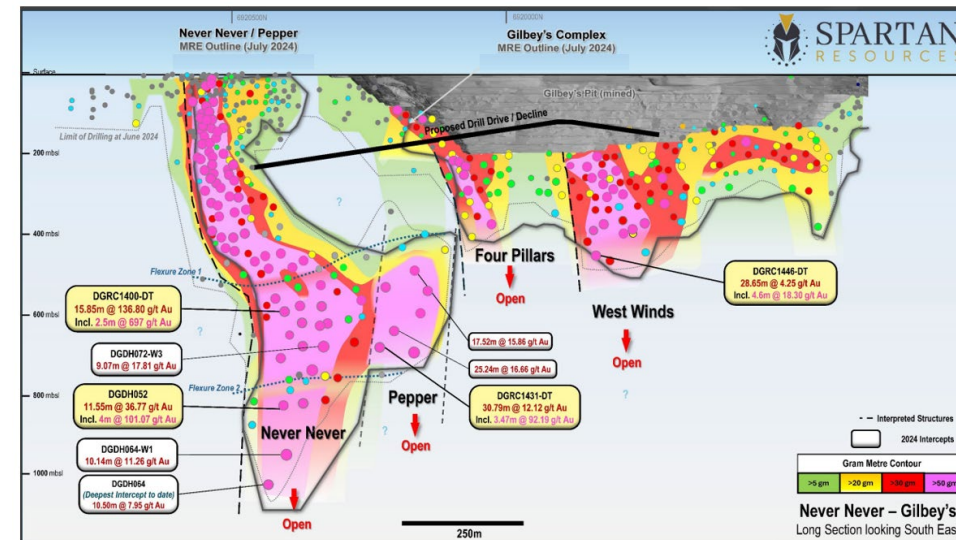 6820500N
6820000N
Never Never / Pepper
MRE Outline (July 2024)
Gilbey's Complex
MRE Outline (July 2024)
SPARTAN
RESOURCES
Surface
Gilbey's Pit (mined)
Limit of Drilling at June 2024
Proposed Drill Drive / Decline
200 mbsl
?
400 mbsl
Flexure Zone 1
Four Pillars
Open
DGRC1446-DT
28.65m @ 4.25 g/t Au
Incl. 4.6m @ 18.30 g/t Au
DGRC1400-DT
15.85m @ 136.80 g/t Au
Incl. 2.5m @ 697 g/t Au
600 mbsl
?
West Winds
Open
?
17.52m @ 15.86 g/t Au
DGDH072-W3
9.07m @ 17.81 g/t Au
25.24m @ 16.66 g/t Au
Flexure Zone 2
DGDH052
11.55m @ 36.77 g/t Au
Incl. 4m @ 101.07 g/t Au
800 mbsl
Pepper
Open
DGRC1431-DT
30.79m @ 12.12 g/t Au
Incl. 3.47m @ 92.19 g/t Au
Never Never
?
DGDH064-W1
10.14m @ 11.26 g/t Au
1000 mbsl
DGDH064
(Deepest Intercept to date)
10.50m @ 7.95 g/t Au
Open
250m
Interpreted Structures
2024 Intercepts
Gram Metre Contour
>5 gm >20 gm >30 gm >50 gm
Never Never – Gilbey's
Long Section looking South Eas